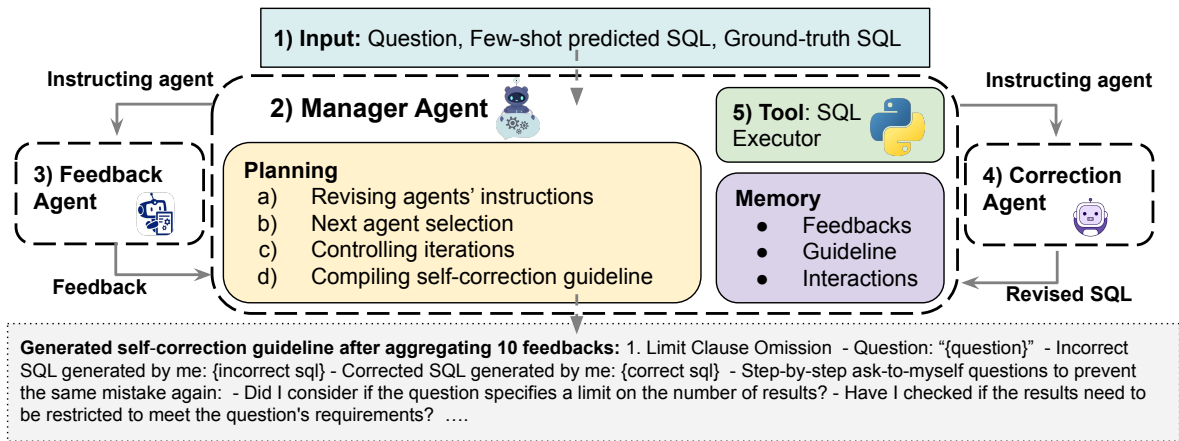 1) Input: Question, Few-shot predicted SQL, Ground-truth SQL
Instructing agent
Instructing agent
2) Manager Agent
5) Tool: SQL
Executor
3) Feedback
Agent
Planning
a) Revising agents’ instructions
b) Next agent selection
c) Controlling iterations
d) Compiling self-correction guideline
Memory
● Feedbacks
● Guideline
● Interactions
4) Correction
Agent
Feedback
Revised SQL
Generated self-correction guideline after aggregating 10 feedbacks: 1. Limit Clause Omission - Question: “{question}” - Incorrect
SQL generated by me: {incorrect sql} - Corrected SQL generated by me: {correct sql} - Step-by-step ask-to-myself questions to prevent
the same mistake again: - Did I consider if the question specifies a limit on the number of results? - Have I checked if the results need to
be restricted to meet the question's requirements? ....